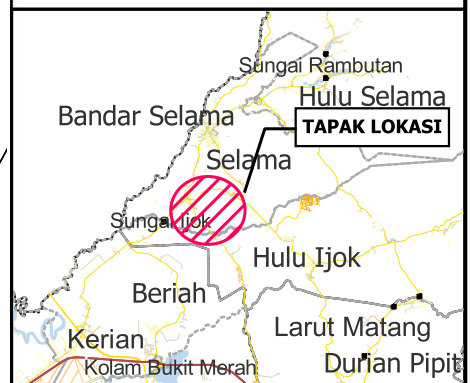 Sungai Rambutan
Hulu Selama
Bandar Selama
TAPAK LOKASI
Selama
Sungai Ijok
Hulu Ijok
Beriah
Larut Matang
Kerian
Kolam Bukit Merah
Durian Pipit